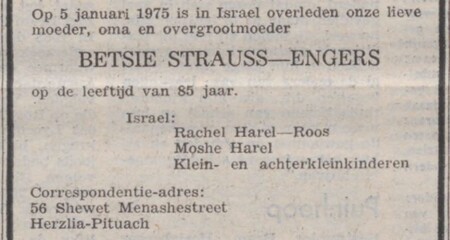 Op 5 januari 1975 is in Israel overleden onze lieve
moeder, oma en overgrootmoeder
BETSIE STRAUSS—ENGERS
op de leeftijd van 85 jaar.
Israel:
Rachel Harel—Roos
Moshe Harel
Klein- en achterkleinkinderen
Correspondentie-adres:
56 Shewet Menashestreet
Herzlia-Pituach